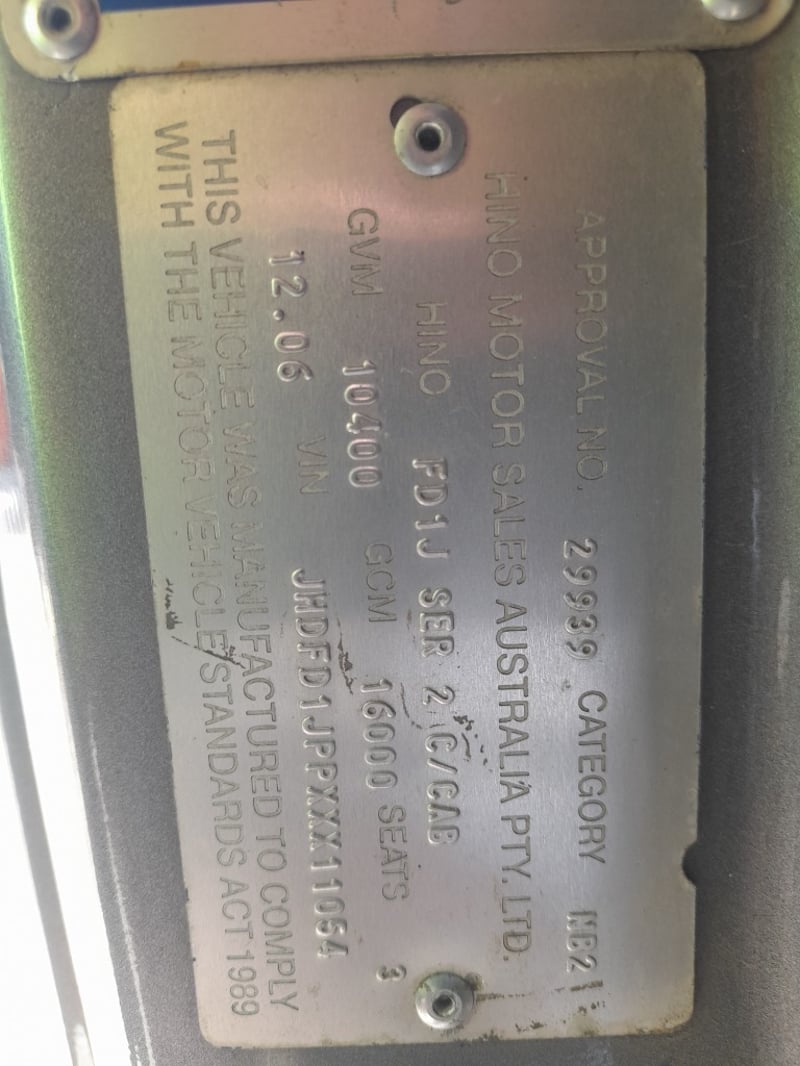 APPROVAL NO. 29939 CATEGORY NB2
HINO MOTOR SALES AUSTRALIA PTY. LTD.
HINO FD1J SER 2 C/CAB
GVM 10400 GCM 16000 SEATS 3
12.06 VIN JHDFD1JPPXXX11054
THIS VEHICLE WAS MANUFACTURED TO COMPLY
WITH THE MOTOR VEHICLE STANDARDS ACT 1989